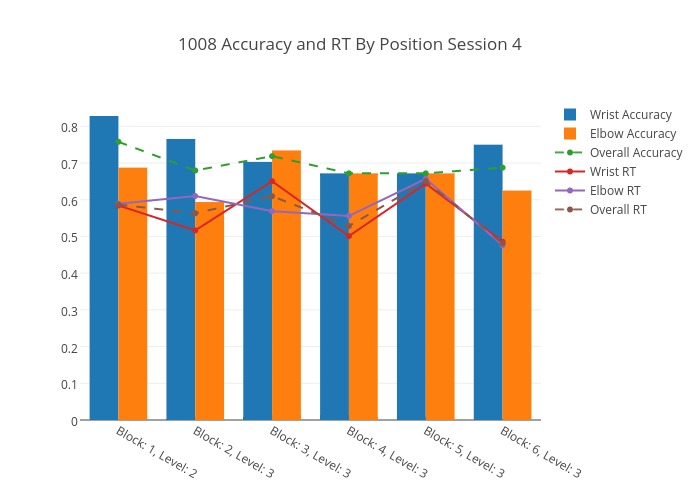 1008 Accuracy and RT By Position Session 4
0.8
0.7
0.6
0.5
0.4
0.3
0.2
0.1
0
Block: 1, Level: 2
Block: 2, Level: 3
Block: 3, Level: 3
Block: 4, Level: 3
Block: 5, Level: 3
Block: 6, Level: 3
Wrist Accuracy
Elbow Accuracy
Overall Accuracy
Wrist RT
Elbow RT
Overall RT